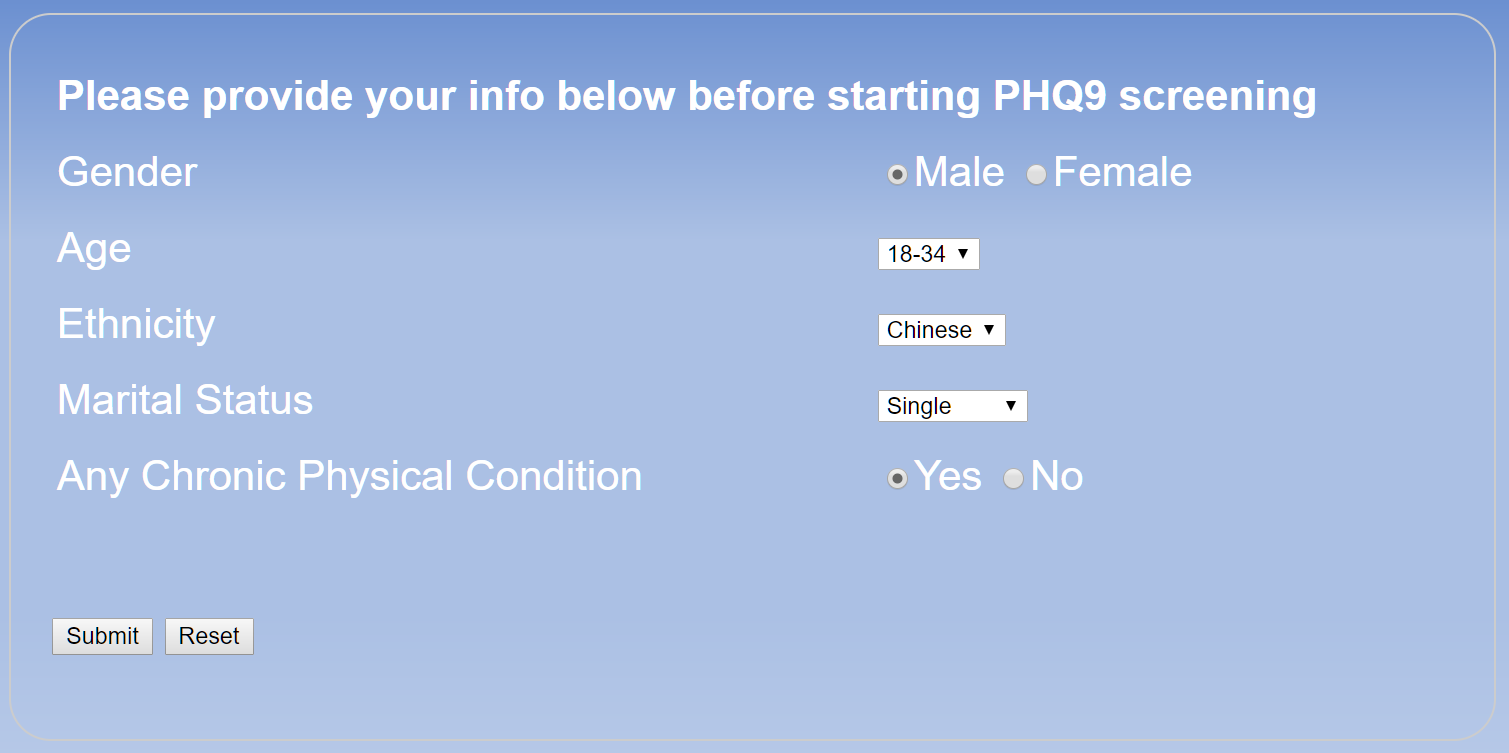 Please provide your info below before starting PHQ9 screening
Gender Male Female
Age 18-34
Ethnicity Chinese
Marital Status Single
Any Chronic Physical Condition Yes No
Submit Reset